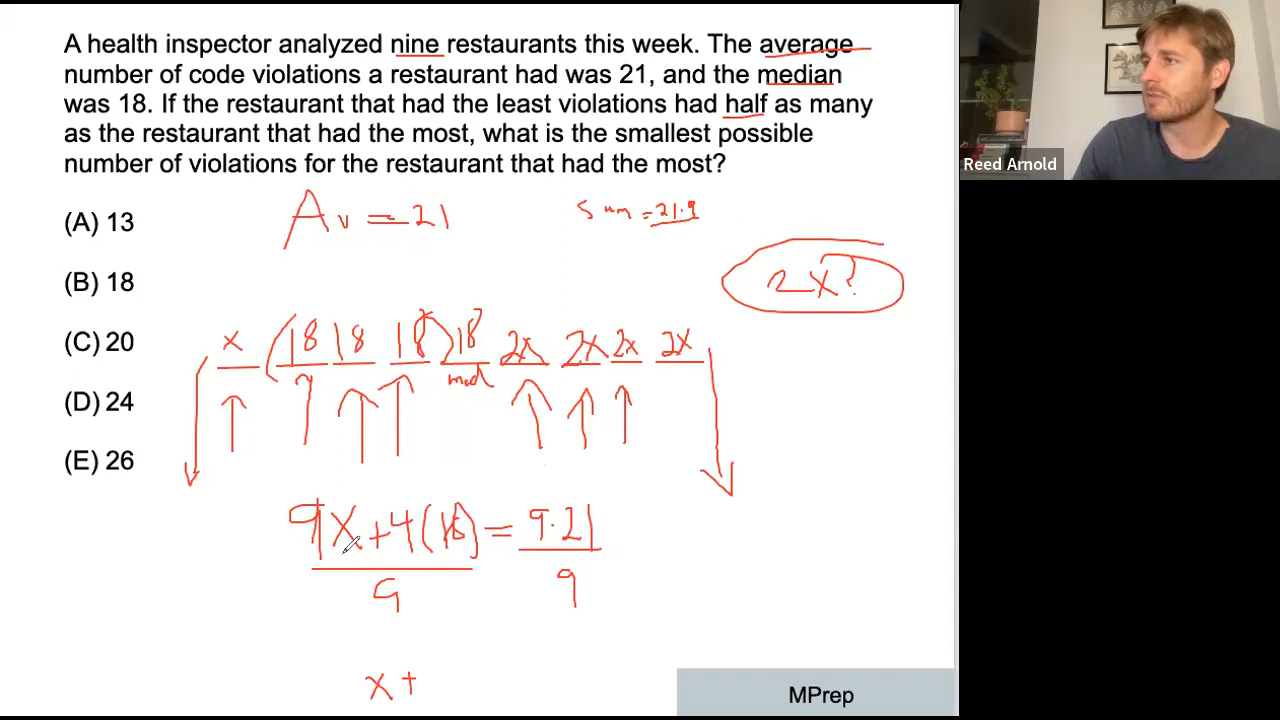 A health inspector analyzed nine restaurants this week. The average
number of code violations a restaurant had was 21, and the median
was 18. If the restaurant that had the least violations had half as many
as the restaurant that had the most, what is the smallest possible
number of violations for the restaurant that had the most?
Reed Arnold
(A) 13
Av = 21
Sum = 21·9
(B) 18
2x?
(C) 20
x (18 18 18) 18 2x 2x 2x 2x
med
(D) 24
(E) 26
9x + 4(18) = 9·21
9 9
x +
MPrep